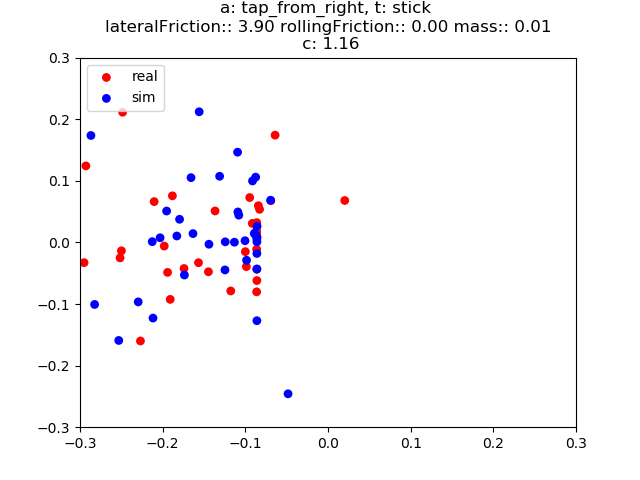 a: tap_from_right, t: stick
lateralFriction:: 3.90 rollingFriction:: 0.00 mass:: 0.01
c: 1.16
real
sim
0.3
0.2
0.1
0.0
−0.1
−0.2
−0.3
−0.3
−0.2
−0.1
0.0
0.1
0.2
0.3